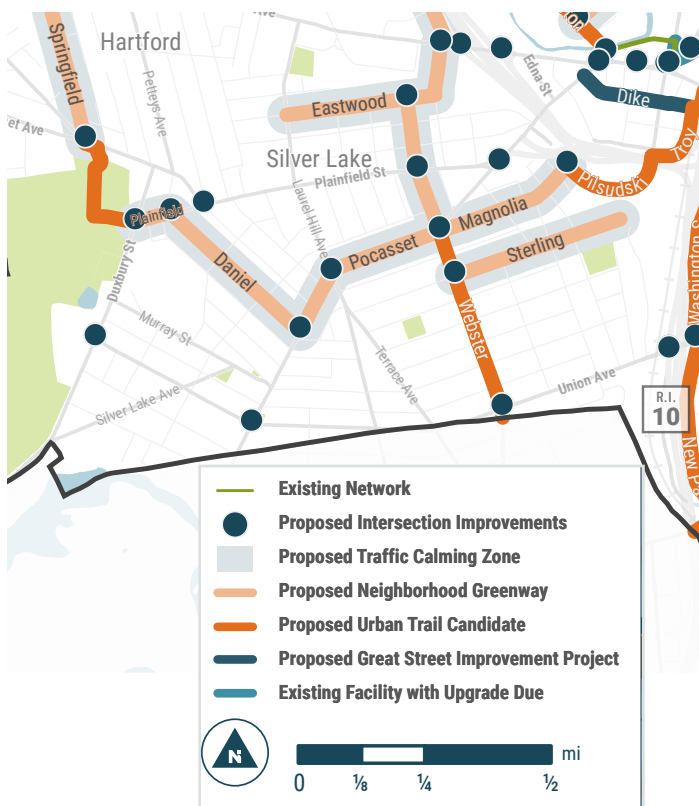 Hartford
Springfield
Petteys Ave
Edna St
Eastwood
Dike
Troy
Silver Lake
Plainfield St
Pilsudski
Laurel Hill Ave
Magnolia
Plainfield
Daniel
Pocasset
Sterling
Duxbury St
Murray St
Webster
Washington S
Terrace Ave
Union Ave
Silver Lake Ave
R.I.
10
New P
Existing Network
Proposed Intersection Improvements
Proposed Traffic Calming Zone
Proposed Neighborhood Greenway
Proposed Urban Trail Candidate
Proposed Great Street Improvement Project
Existing Facility with Upgrade Due
N
mi
0 ⅛ ¼ ½